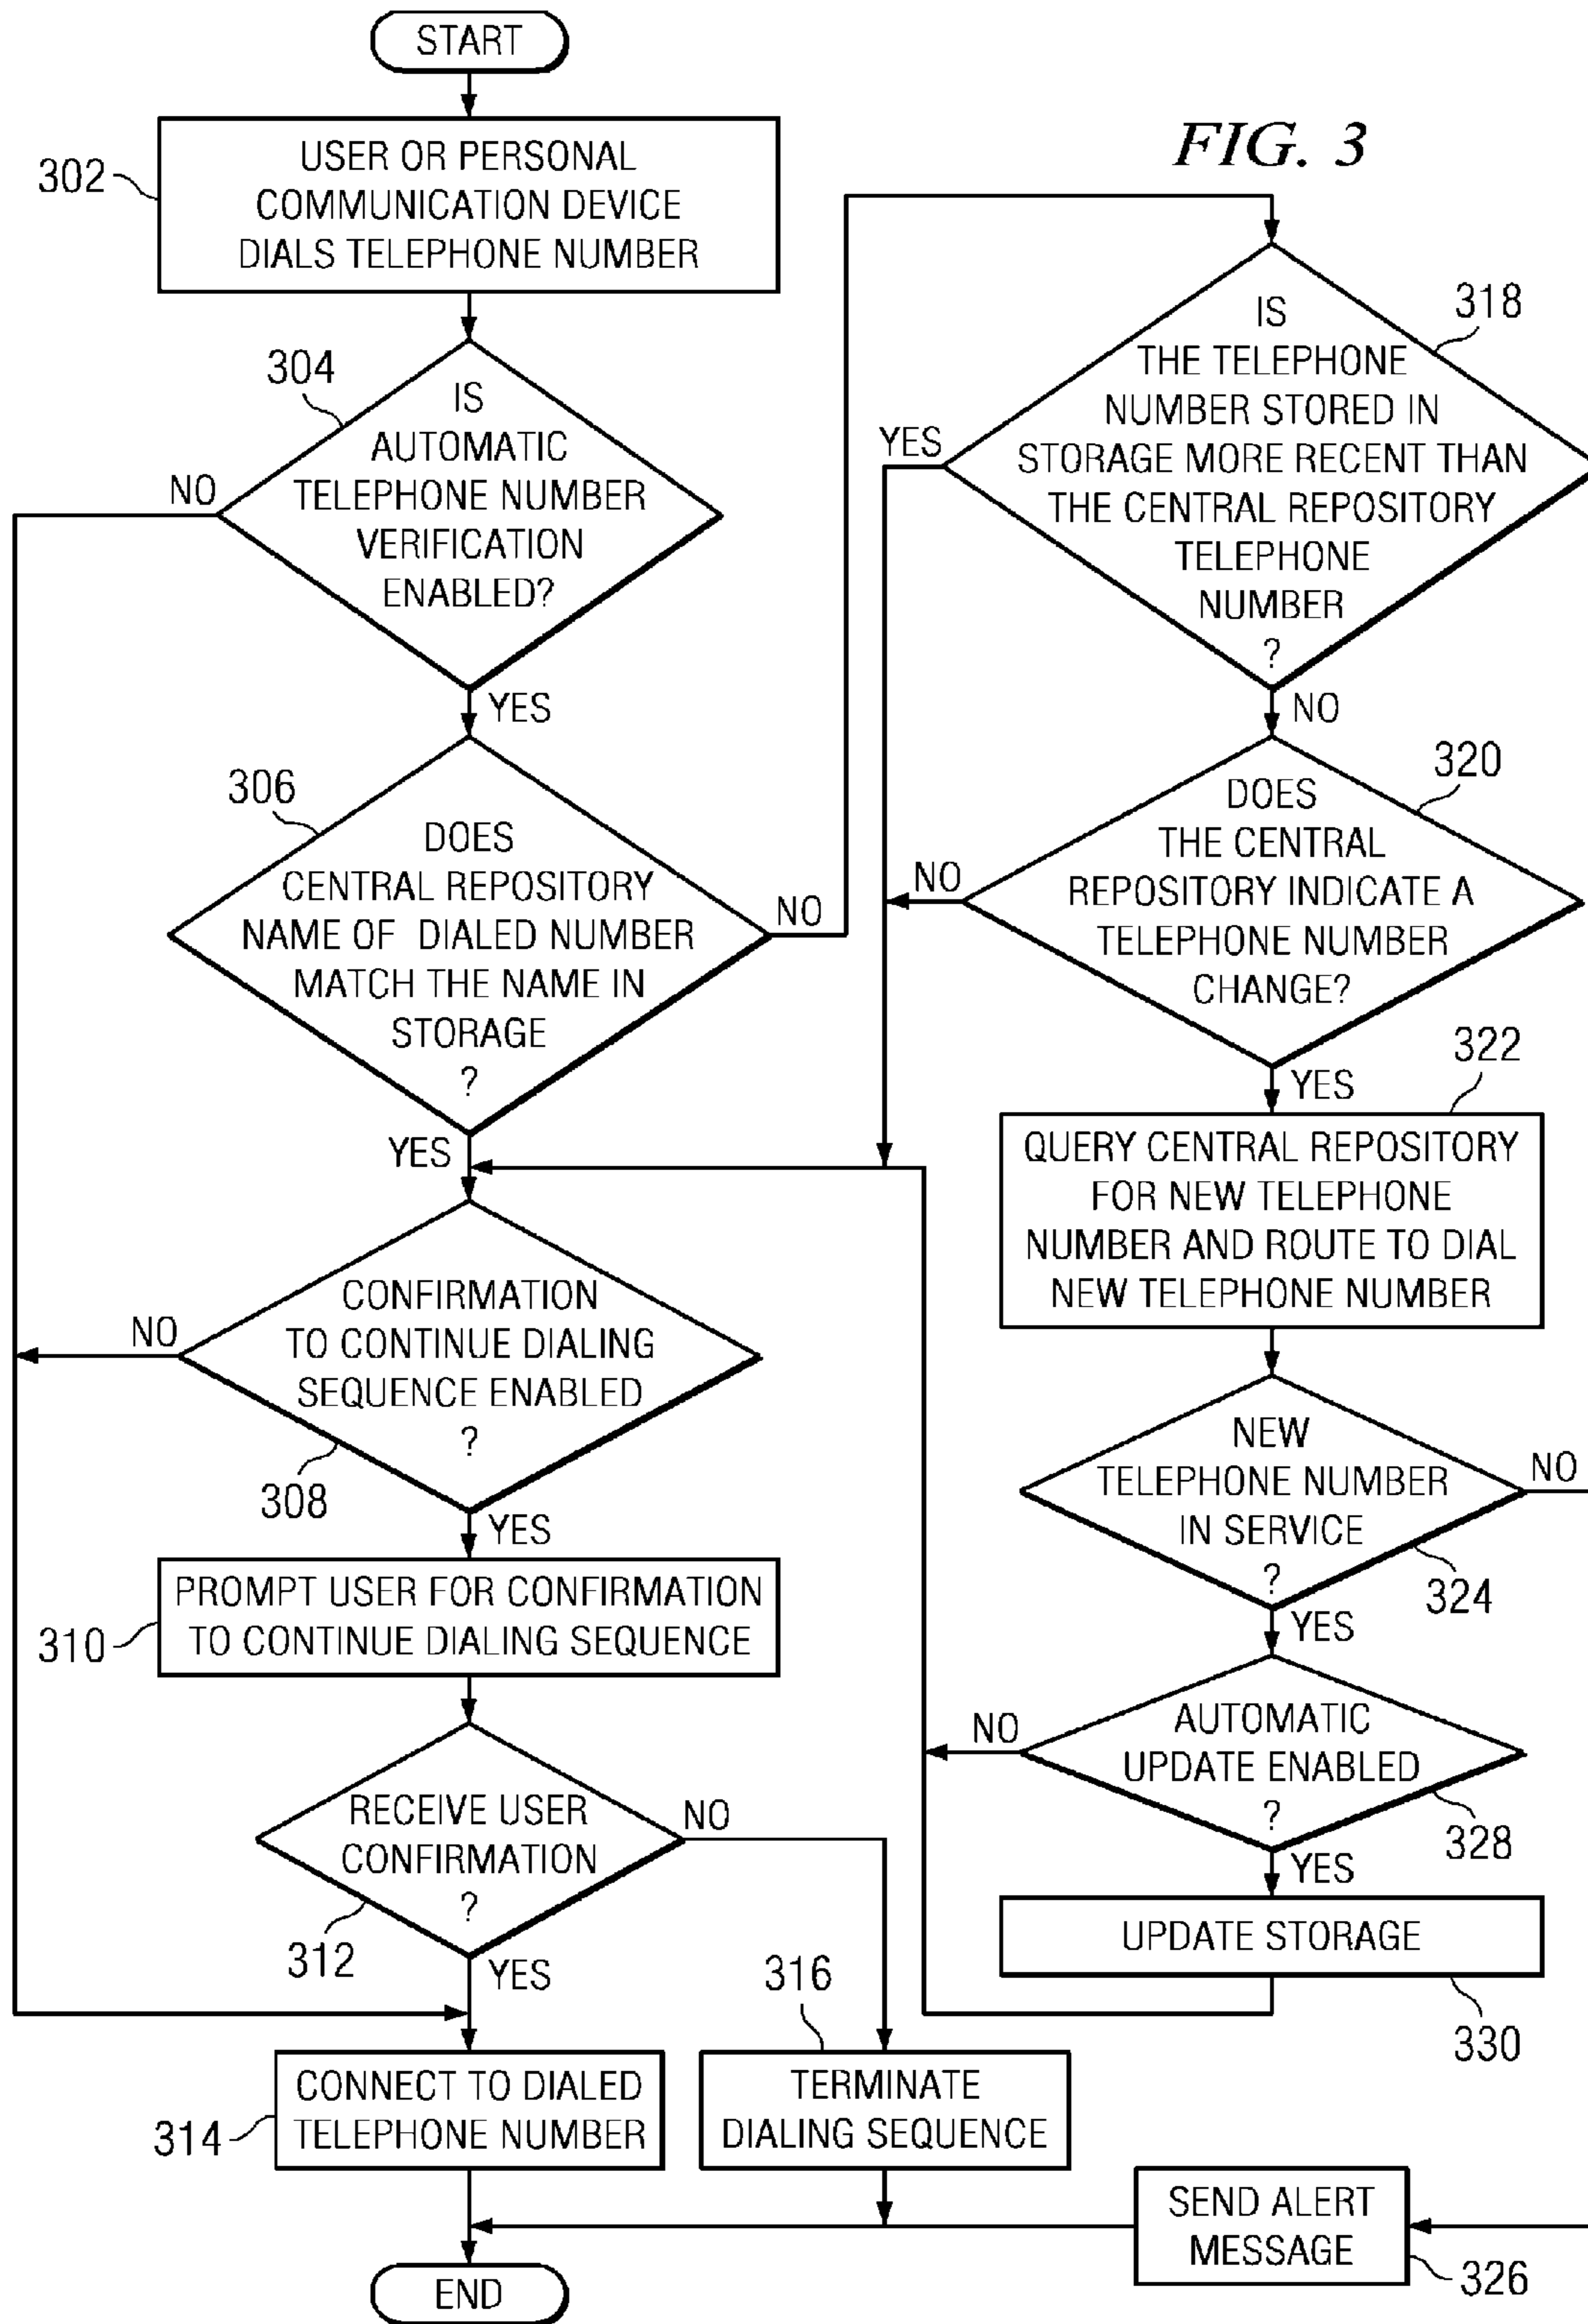 START
FIG. 3
302
USER OR PERSONAL
COMMUNICATION DEVICE
DIALS TELEPHONE NUMBER
304
IS
AUTOMATIC
TELEPHONE NUMBER
VERIFICATION
ENABLED?
NO
YES
306
DOES
CENTRAL REPOSITORY
NAME OF DIALED NUMBER
MATCH THE NAME IN
STORAGE
?
NO
YES
CONFIRMATION
TO CONTINUE DIALING
SEQUENCE ENABLED
?
NO
308
YES
310
PROMPT USER FOR CONFIRMATION
TO CONTINUE DIALING SEQUENCE
RECEIVE USER
CONFIRMATION
?
NO
312
YES
314
CONNECT TO DIALED
TELEPHONE NUMBER
316
TERMINATE
DIALING SEQUENCE
END
318
IS
THE TELEPHONE
NUMBER STORED IN
STORAGE MORE RECENT THAN
THE CENTRAL REPOSITORY
TELEPHONE
NUMBER
?
YES
NO
320
DOES
THE CENTRAL
REPOSITORY INDICATE A
TELEPHONE NUMBER
CHANGE?
NO
YES
322
QUERY CENTRAL REPOSITORY
FOR NEW TELEPHONE
NUMBER AND ROUTE TO DIAL
NEW TELEPHONE NUMBER
NEW
TELEPHONE NUMBER
IN SERVICE
?
NO
324
YES
AUTOMATIC
UPDATE ENABLED
?
NO
328
YES
UPDATE STORAGE
330
SEND ALERT
MESSAGE
326